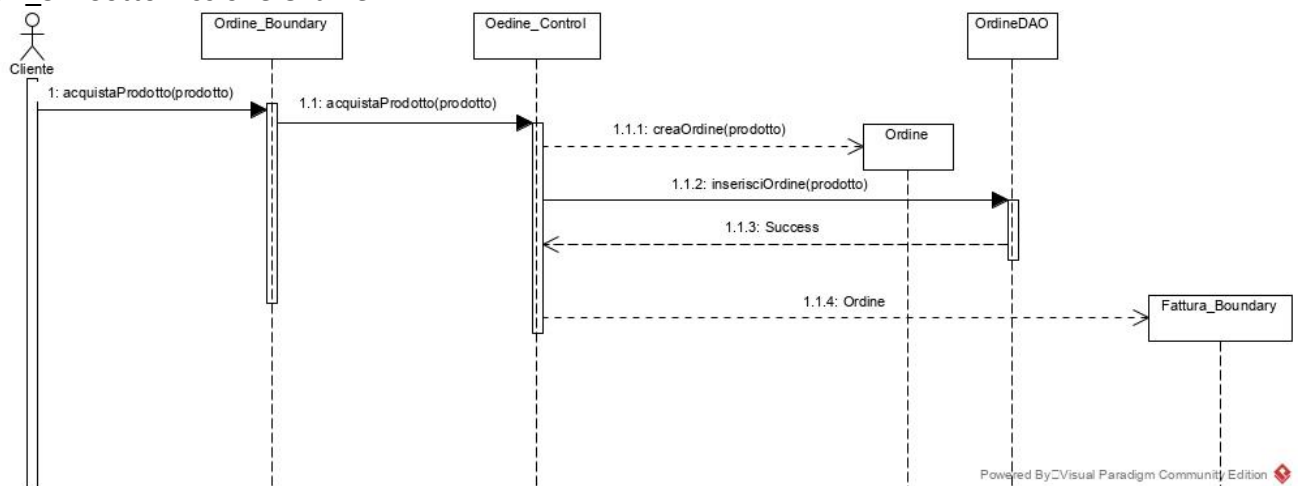 Ordine_Boundary
Oedine_Control
OrdineDAO
Cliente
1: acquistaProdotto(prodotto)
1.1: acquistaProdotto(prodotto)
1.1.1: creaOrdine(prodotto)
Ordine
1.1.2: inserisciOrdine(prodotto)
1.1.3: Success
1.1.4: Ordine
Fattura_Boundary
Powered By Visual Paradigm Community Edition